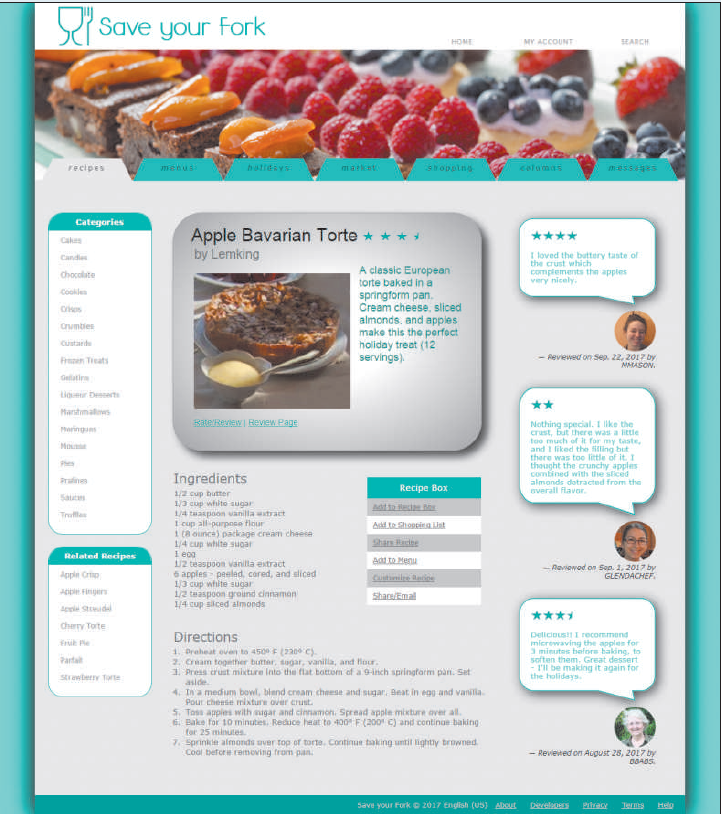 Save your Fork
HOME MY ACCOUNT SEARCH
recipes menus holidays market shopping columns messages
Categories
Cakes
Candies
Chocolate
Cookies
Crisps
Crumbles
Custards
Frozen Treats
Gelatins
Liqueur Desserts
Marshmallows
Meringues
Mousse
Pies
Pralines
Sauces
Truffles
Related Recipes
Apple Crisp
Apple Fingers
Apple Streudel
Cherry Torte
Fruit Pie
Parfait
Strawberry Torte
Apple Bavarian Torte ★ ★ ★
by Lemking
A classic European
torte baked in a
springform pan.
Cream cheese, sliced
almonds, and apples
make this the perfect
holiday treat (12
servings).
Rate/Review | Review Page
Ingredients
1/2 cup butter
1/3 cup white sugar
1/4 teaspoon vanilla extract
1 cup all-purpose flour
1 (8 ounces) package cream cheese
1/4 cup white sugar
1 egg
1/2 teaspoon vanilla extract
6 apples - peeled, cored, and sliced
1/3 cup white sugar
1/2 teaspoon ground cinnamon
1/4 cup sliced almonds
Recipe Box
Add to Recipe Box
Add to Shopping List
Share Recipe
Add to Menu
Customize Recipe
Share/Email
Directions
1. Preheat oven to 450° F (230° C).
2. Cream together butter, sugar, vanilla, and flour.
3. Press crust mixture into the flat bottom of a 9-inch springform pan. Set
aside.
4. In a medium bowl, blend cream cheese and sugar. Beat in egg and vanilla.
Pour cheese mixture over crust.
5. Toss apples with sugar and cinnamon. Spread apple mixture over all.
6. Bake for 10 minutes. Reduce heat to 400° F (200° C) and continue baking
for 25 minutes.
7. Sprinkle almonds over top of torte. Continue baking until lightly browned.
Cool before removing from pan.
★★★★
I loved the buttery taste of
the crust which
complements the apples
very nicely.
— Reviewed on Sep. 22, 2017 by
MMASON.
★★
Nothing special. I like the
crust, but there was a little
too much of it for my taste,
and I liked the filling but
there was too little of it. I
thought the crunchy apples
combined with the sliced
almonds detracted from the
overall flavor.
— Reviewed on Sep. 1, 2017 by
GLENDACHEF.
★★★
Delicious!! I recommend
microwaving the apples for
3 minutes before baking, to
soften them. Great dessert
- I'll be making it again for
the holidays.
— Reviewed on August 28, 2017 by
BBABS.
Save your Fork © 2017 English (US) About Developers Privacy Terms Help